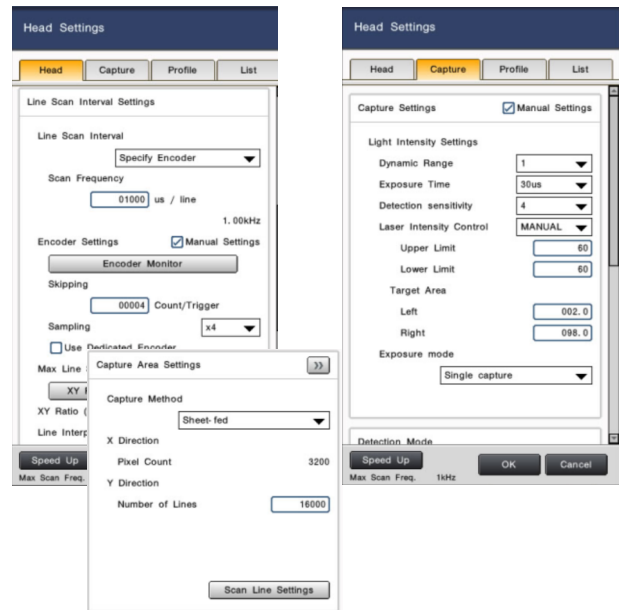 Head Settings
Head Capture Profile List
Line Scan Interval Settings
Line Scan Interval
Specify Encoder
Scan Frequency
01000 us / line
1.00kHz
Encoder Settings Manual Settings
Encoder Monitor
Skipping
00004 Count/Trigger
Sampling x4
Use Dedicated Encoder
Max Line
XY
XY Ratio (
Line Interp
Speed Up
Max Scan Freq.
Capture Area Settings >>
Capture Method
Sheet-fed
X Direction
Pixel Count 3200
Y Direction
Number of Lines 16000
Scan Line Settings
Head Settings
Head Capture Profile List
Capture Settings Manual Settings
Light Intensity Settings
Dynamic Range 1
Exposure Time 30us
Detection sensitivity 4
Laser Intensity Control MANUAL
Upper Limit 60
Lower Limit 60
Target Area
Left 002.0
Right 098.0
Exposure mode
Single capture
Detection Mode
Speed Up OK Cancel
Max Scan Freq. 1kHz